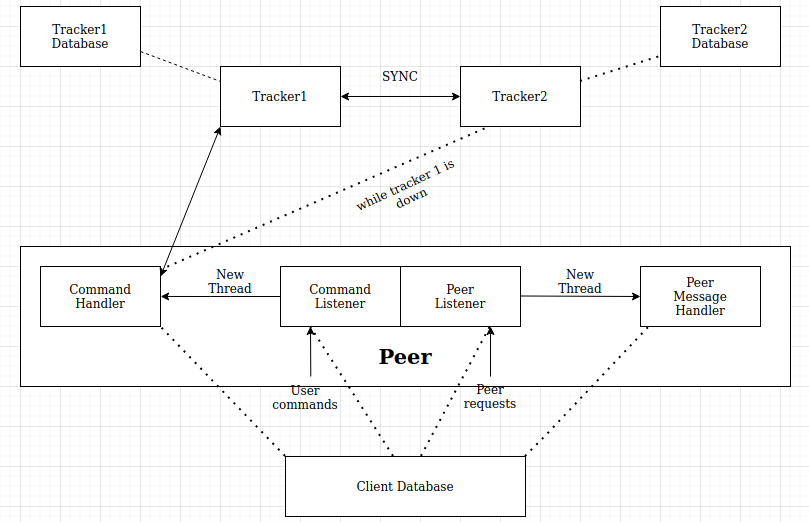 Tracker1
Database
Tracker2
Database
Tracker1
SYNC
Tracker2
while tracker 1 is
down
Command
Handler
New
Thread
Command
Listener
Peer
Listener
New
Thread
Peer
Message
Handler
Peer
User
commands
Peer
requests
Client Database